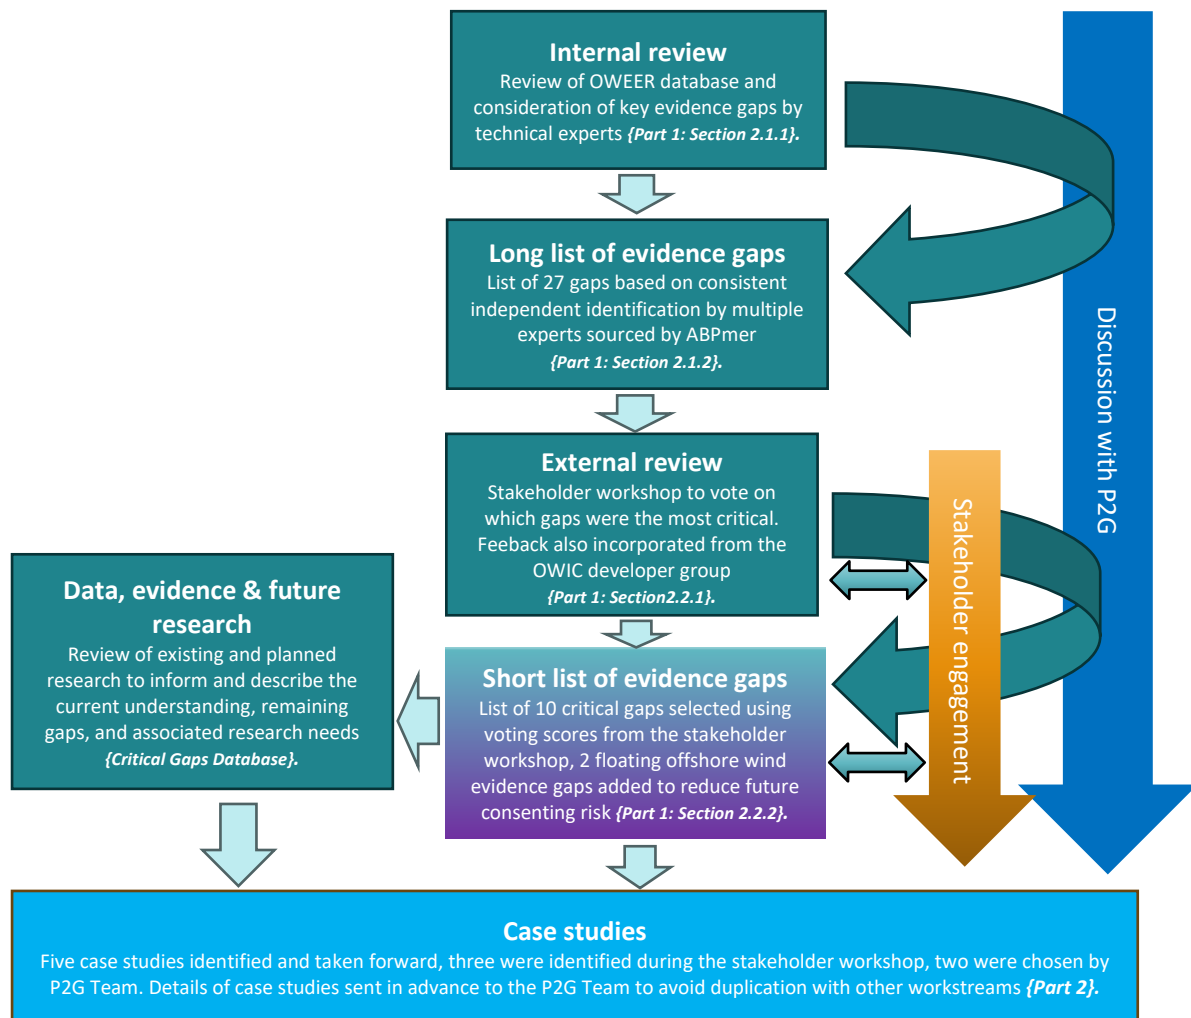 Internal review
Review of OWEER database and
consideration of key evidence gaps by
technical experts {Part 1: Section 2.1.1}.
Long list of evidence gaps
List of 27 gaps based on consistent
independent identification by multiple
experts sourced by ABPmer
{Part 1: Section 2.1.2}.
External review
Stakeholder workshop to vote on
which gaps were the most critical.
Feeback also incorporated from the
OWIC developer group
{Part 1: Section2.2.1}.
Data, evidence & future
research
Review of existing and planned
research to inform and describe the
current understanding, remaining
gaps, and associated research needs
{Critical Gaps Database}.
Short list of evidence gaps
List of 10 critical gaps selected using
voting scores from the stakeholder
workshop, 2 floating offshore wind
evidence gaps added to reduce future
consenting risk {Part 1: Section 2.2.2}.
Stakeholder engagement
Discussion with P2G
Case studies
Five case studies identified and taken forward, three were identified during the stakeholder workshop, two were chosen by
P2G Team. Details of case studies sent in advance to the P2G Team to avoid duplication with other workstreams {Part 2}.